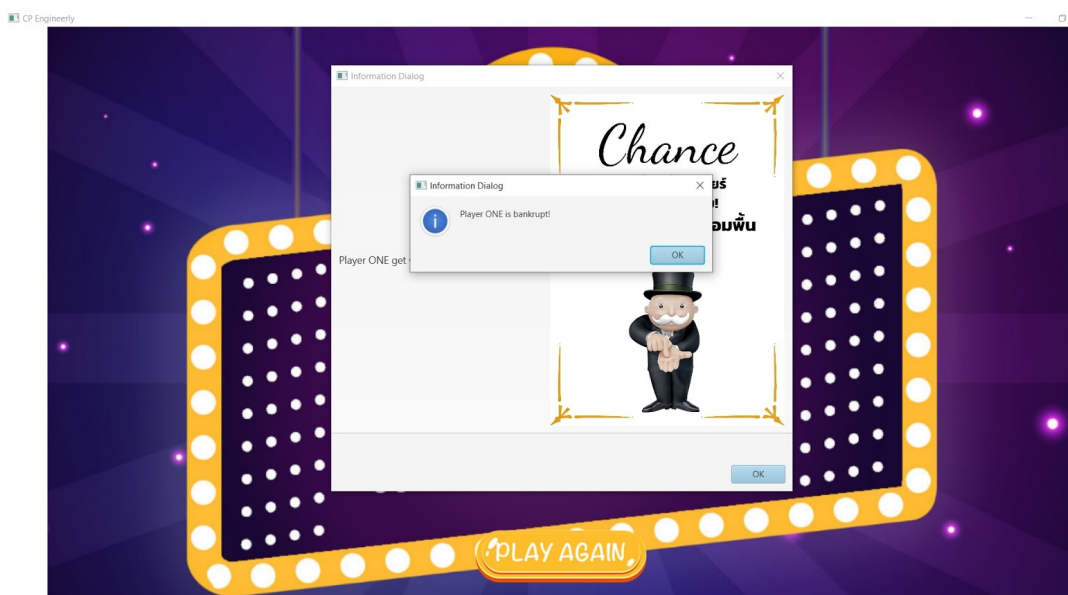 CP Engineerly
Information Dialog
Chance
Information Dialog
Player ONE is bankrupt!
OK
Player ONE get
OK
PLAY AGAIN